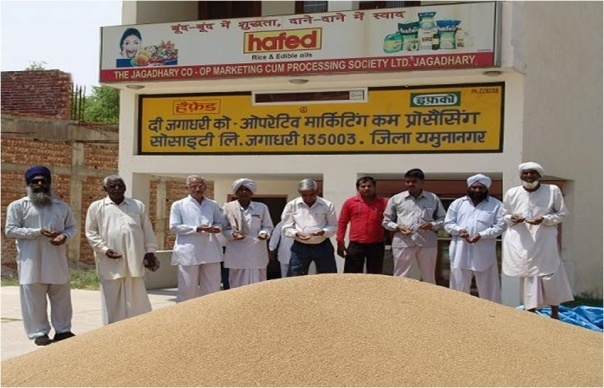 बूंद-बूंद में शुद्धता, दाने-दाने में स्वाद
hafed
Rice & Edible oils
THE JAGADHARY CO - OP MARKETING CUM PROCESSING SOCIETY LTD. JAGADHARY
हैफेड
इफको
दी जगाधरी को-ओपरेटिव मार्किटिंग कम प्रोसैसिंग
सोसाइटी लि. जगाधरी 135003. जिला यमुनानगर